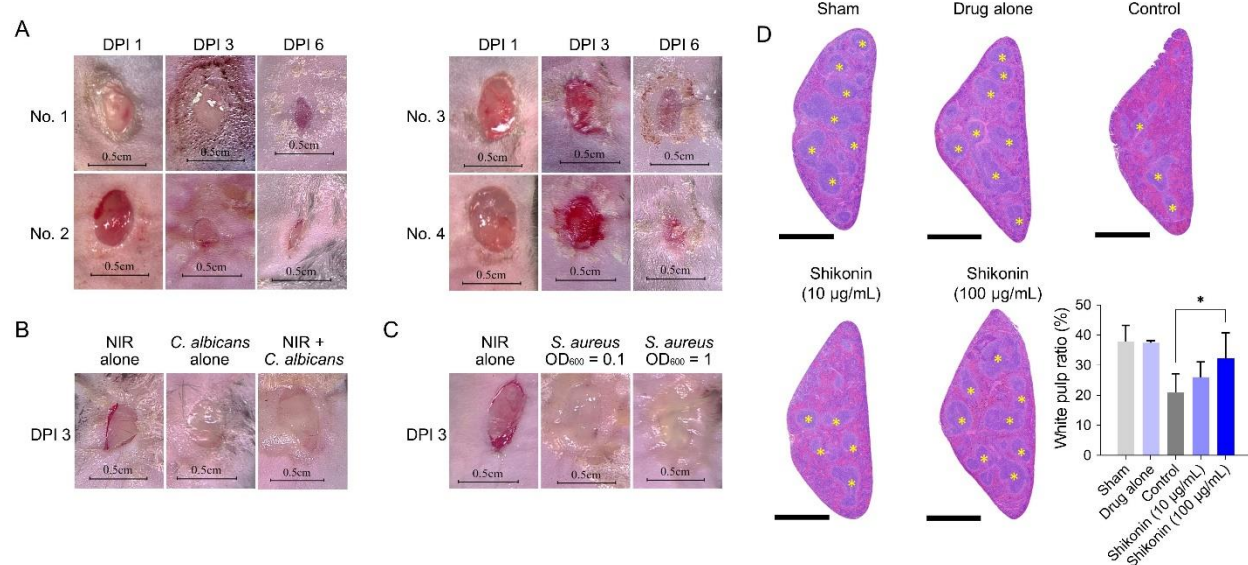 A
DPI 1 DPI 3 DPI 6
No. 1
0.5cm 0.5cm 0.5cm
No. 2
0.5cm 0.5cm 0.5cm
DPI 1 DPI 3 DPI 6
No. 3
0.5cm 0.5cm 0.5cm
No. 4
0.5cm 0.5cm 0.5cm
B
NIR alone
C. albicans alone
NIR + C. albicans
DPI 3
0.5cm 0.5cm 0.5cm
C
NIR alone
S. aureus OD600 = 0.1
S. aureus OD600 = 1
DPI 3
0.5cm 0.5cm 0.5cm
D
Sham Drug alone Control
* * * * * * * *
* * * * * * * *
* * * *
Shikonin
(10 µg/mL)
* * * * * *
Shikonin
(100 µg/mL)
* * * * * * *
White pulp ratio (%)
50
40
30
20
10
0
*
Sham
Drug alone
Control
Shikonin (10 µg/mL)
Shikonin (100 µg/mL)